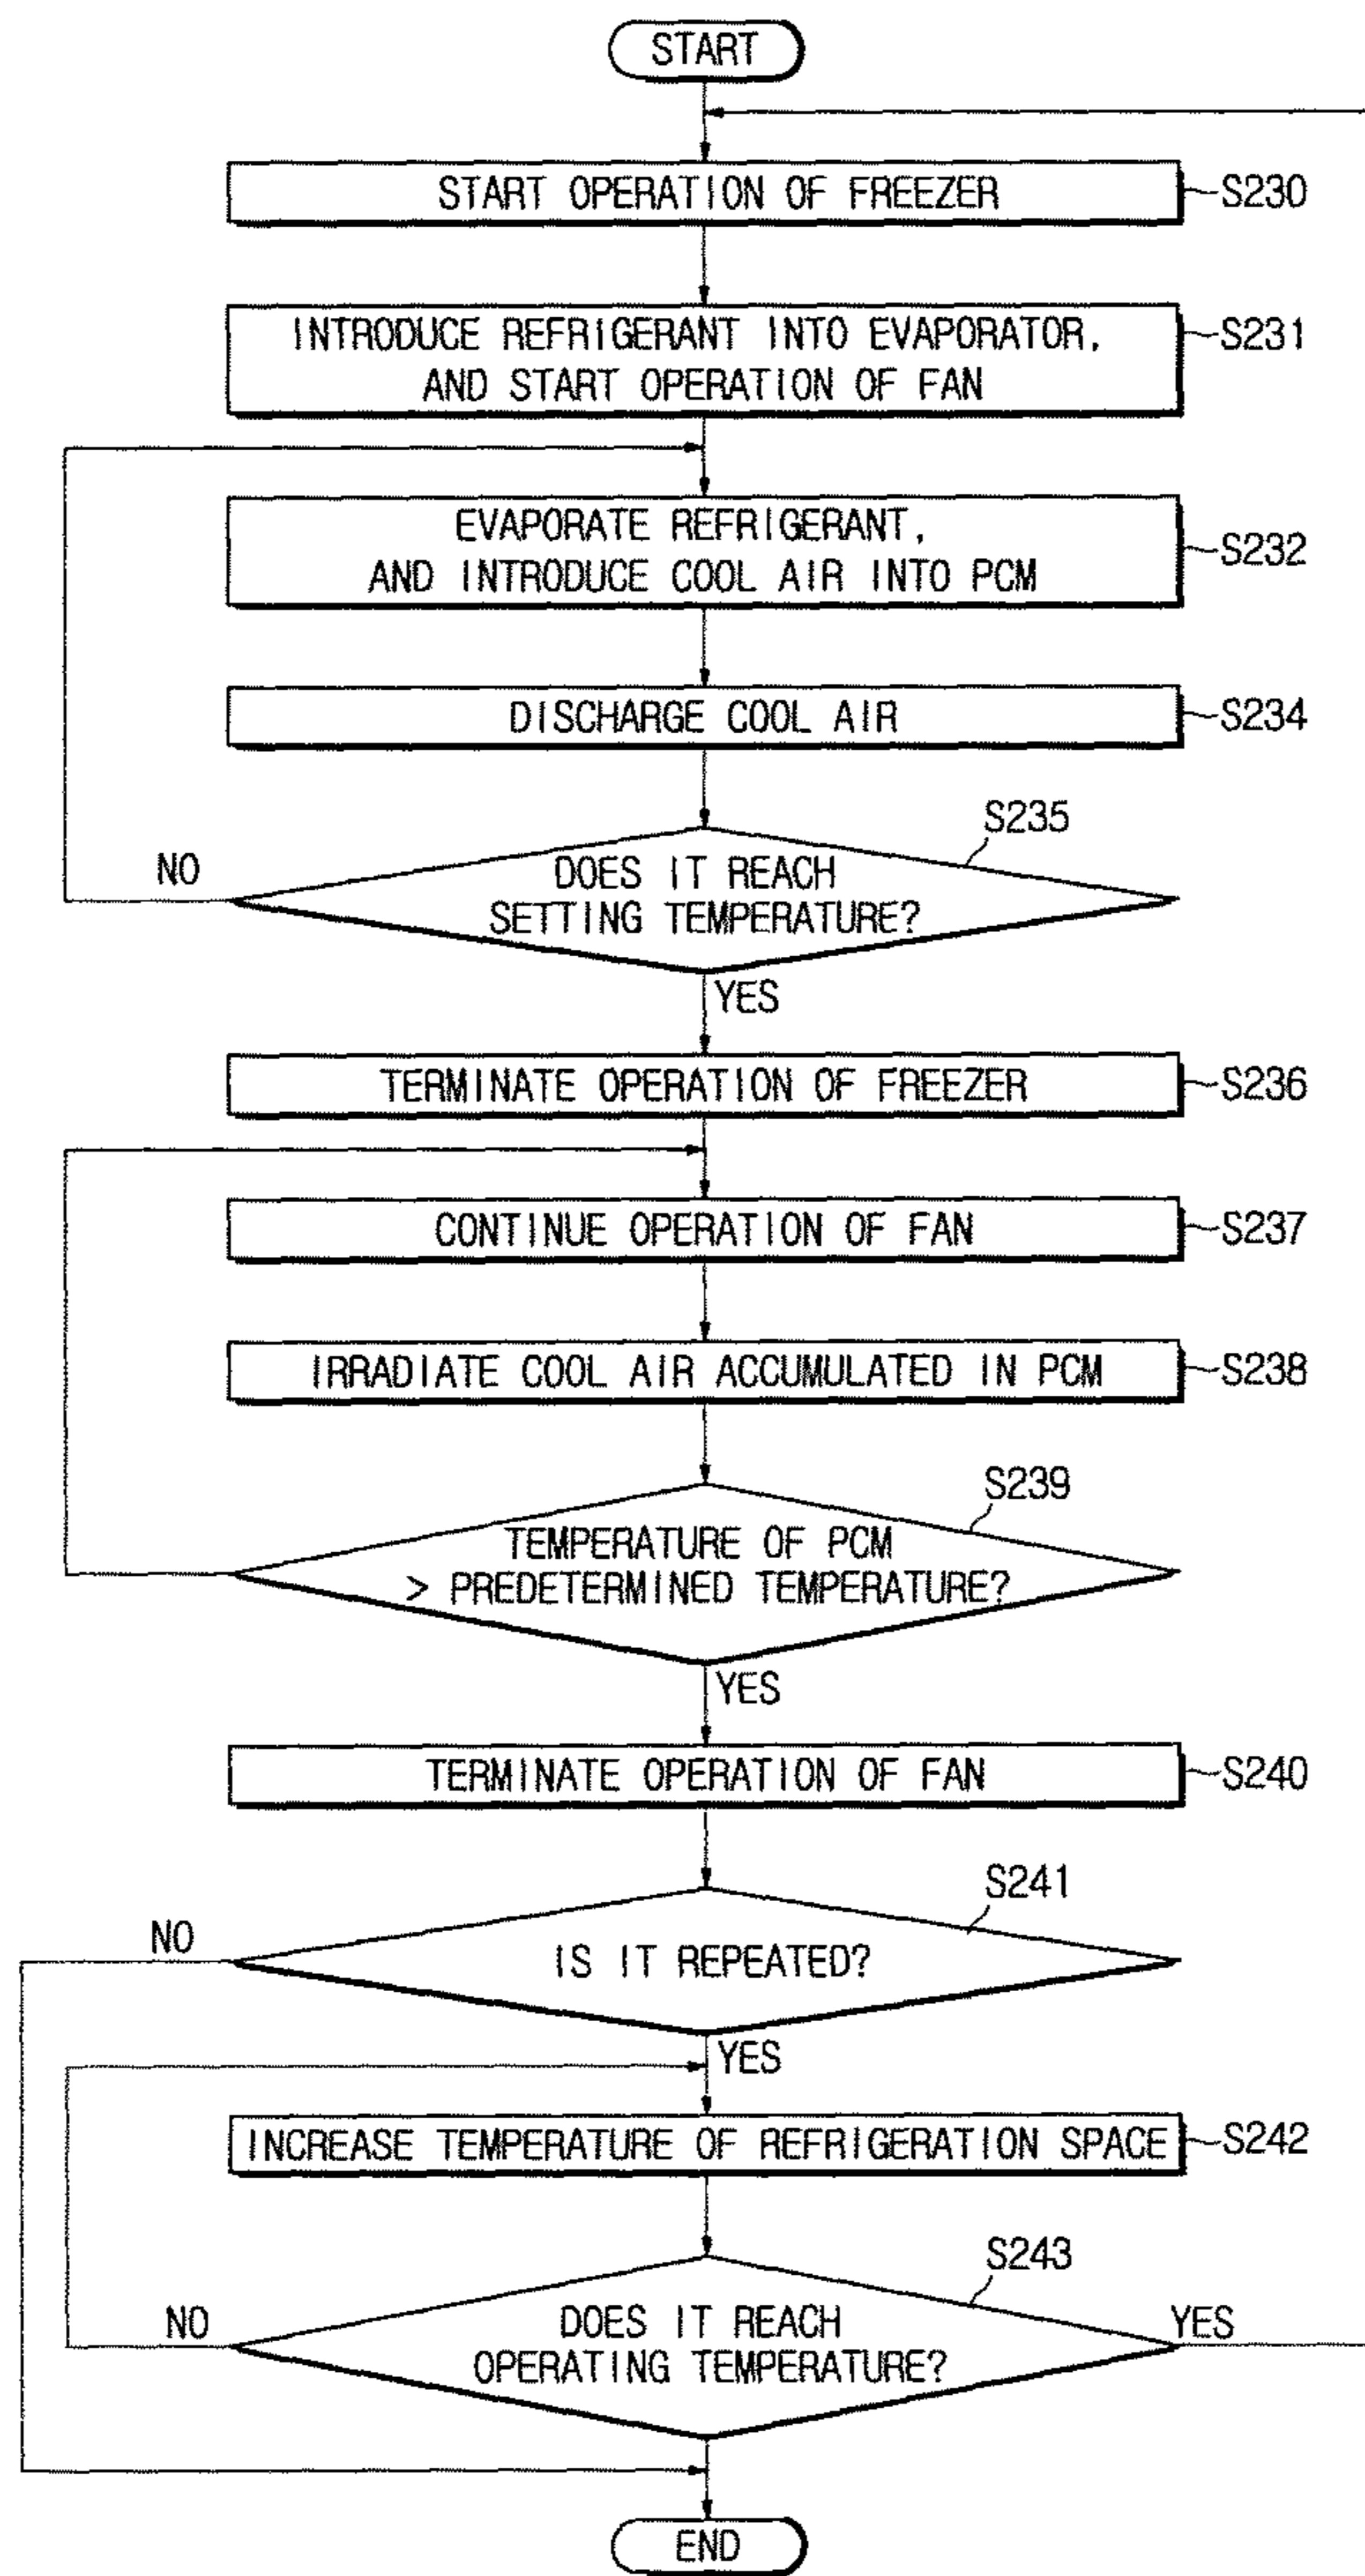 START
START OPERATION OF FREEZER
S230
INTRODUCE REFRIGERANT INTO EVAPORATOR,
AND START OPERATION OF FAN
S231
EVAPORATE REFRIGERANT,
AND INTRODUCE COOL AIR INTO PCM
S232
DISCHARGE COOL AIR
S234
S235
DOES IT REACH
SETTING TEMPERATURE?
NO
YES
TERMINATE OPERATION OF FREEZER
S236
CONTINUE OPERATION OF FAN
S237
IRRADIATE COOL AIR ACCUMULATED IN PCM
S238
S239
TEMPERATURE OF PCM
> PREDETERMINED TEMPERATURE?
YES
TERMINATE OPERATION OF FAN
S240
S241
NO
IS IT REPEATED?
YES
INCREASE TEMPERATURE OF REFRIGERATION SPACE
S242
S243
NO
DOES IT REACH
OPERATING TEMPERATURE?
YES
END